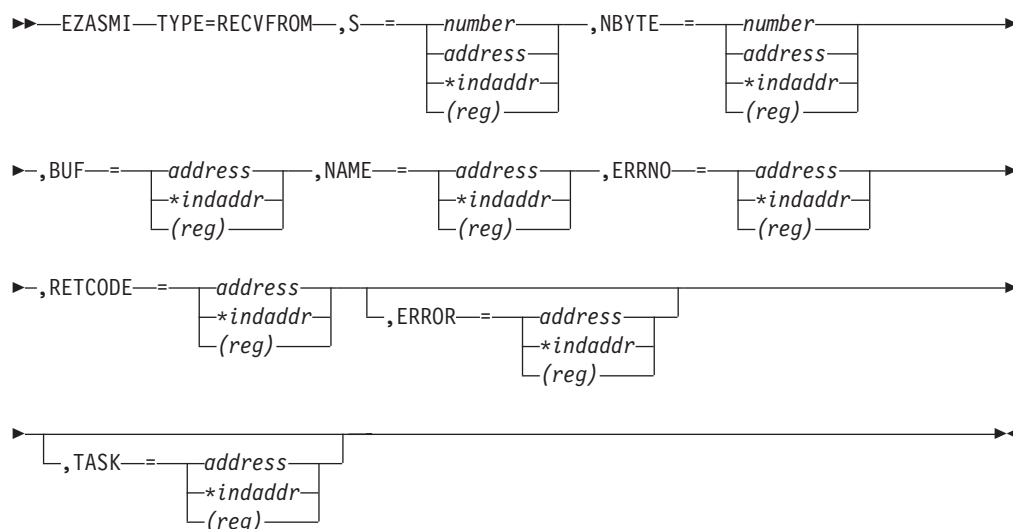 EZASMI TYPE=RECVFROM ,S = number ,NBYTE = number
address address
*indaddr *indaddr
(reg) (reg)
,BUF = address ,NAME = address ,ERRNO = address
*indaddr *indaddr *indaddr
(reg) (reg) (reg)
,RETCODE = address
*indaddr ,ERROR = address
(reg) *indaddr
(reg)
,TASK = address
*indaddr
(reg)